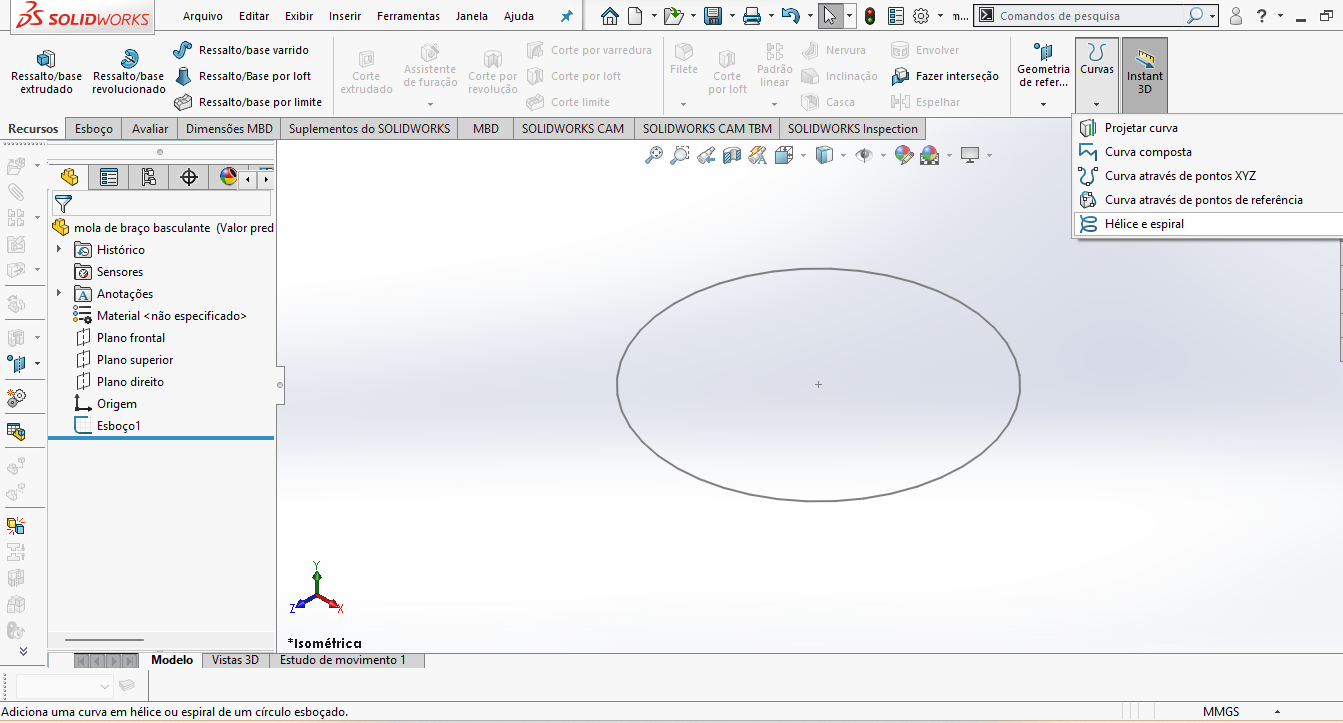 SOLIDWORKS
Arquivo Editar Exibir Inserir Ferramentas Janela Ajuda
m...
Comandos de pesquisa
?
Ressalto/base
extrudado
Ressalto/base
revolucionado
Ressalto/base varrido
Ressalto/Base por loft
Ressalto/base por limite
Corte
extrudado
Assistente
de furação
Corte por
revolução
Corte por varredura
Corte por loft
Corte limite
Filete
Corte
por loft
Padrão
linear
Nervura
Inclinação
Casca
Envolver
Fazer interseção
Espelhar
Geometria
de refer...
Curvas
Instant
3D
Recursos Esboço Avaliar Dimensões MBD Suplementos do SOLIDWORKS MBD SOLIDWORKS CAM SOLIDWORKS CAM TBM SOLIDWORKS Inspection
Projetar curva
Curva composta
Curva através de pontos XYZ
Curva através de pontos de referência
Hélice e espiral
mola de braço basculante (Valor pred
Histórico
Sensores
Anotações
Material <não especificado>
Plano frontal
Plano superior
Plano direito
Origem
Esboço1
Y
Z
X
*Isométrica
Modelo Vistas 3D Estudo de movimento 1
Adiciona uma curva em hélice ou espiral de um círculo esboçado.
MMGS